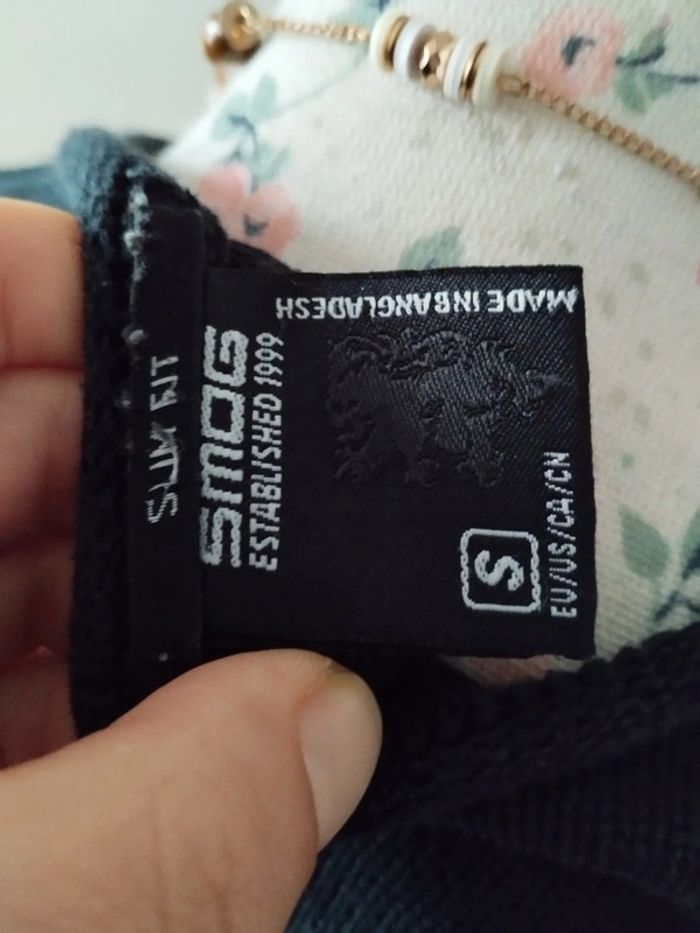 SLIM FIT
SMOG
ESTABLISHED 1999
S
EU/US/CA/CN
MADE IN BANGLADESH